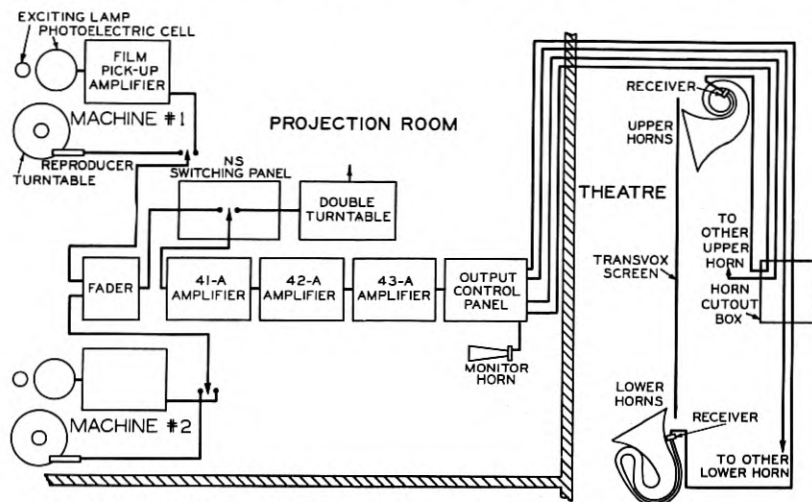 EXCITING LAMP
PHOTOELECTRIC CELL
FILM
PICK-UP
AMPLIFIER
MACHINE #1
REPRODUCER
TURNTABLE
PROJECTION ROOM
NS
SWITCHING PANEL
DOUBLE
TURNTABLE
FADER
41-A
AMPLIFIER
42-A
AMPLIFIER
43-A
AMPLIFIER
OUTPUT
CONTROL
PANEL
MONITOR
HORN
MACHINE #2
RECEIVER
UPPER
HORNS
THEATRE
TO
OTHER
UPPER
HORN
TRANSVOX
SCREEN
HORN
CUTOUT
BOX
LOWER
HORNS
RECEIVER
TO OTHER
LOWER HORN